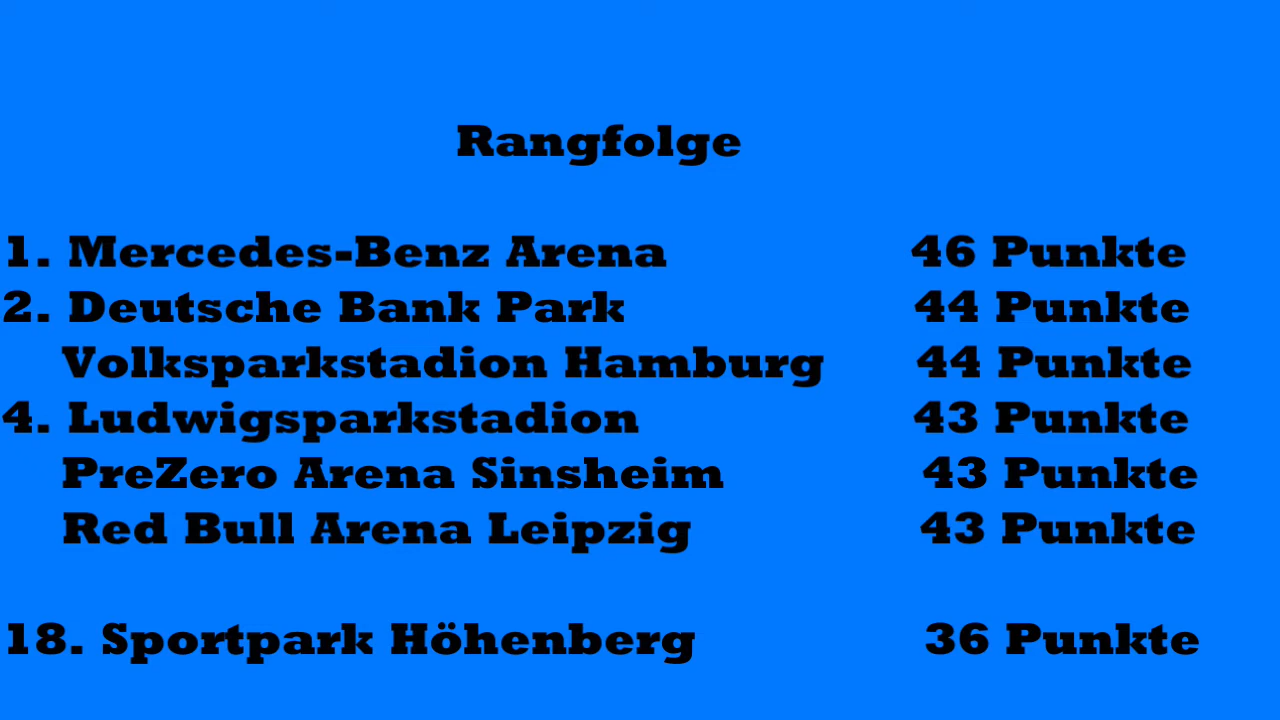 Rangfolge
1. Mercedes-Benz Arena 46 Punkte
2. Deutsche Bank Park 44 Punkte
Volksparkstadion Hamburg 44 Punkte
4. Ludwigsparkstadion 43 Punkte
PreZero Arena Sinsheim 43 Punkte
Red Bull Arena Leipzig 43 Punkte
18. Sportpark Höhenberg 36 Punkte